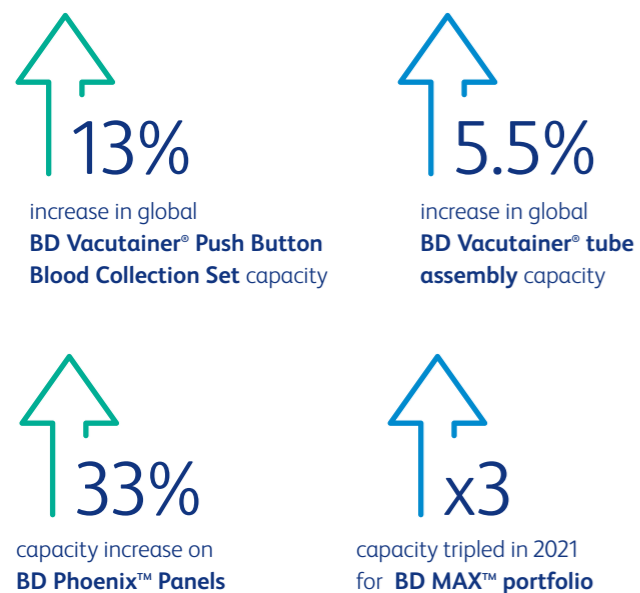 13%
increase in global
BD Vacutainer® Push Button
Blood Collection Set capacity
5.5%
increase in global
BD Vacutainer® tube
assembly capacity
33%
capacity increase on
BD Phoenix™ Panels
x3
capacity tripled in 2021
for BD MAX™ portfolio